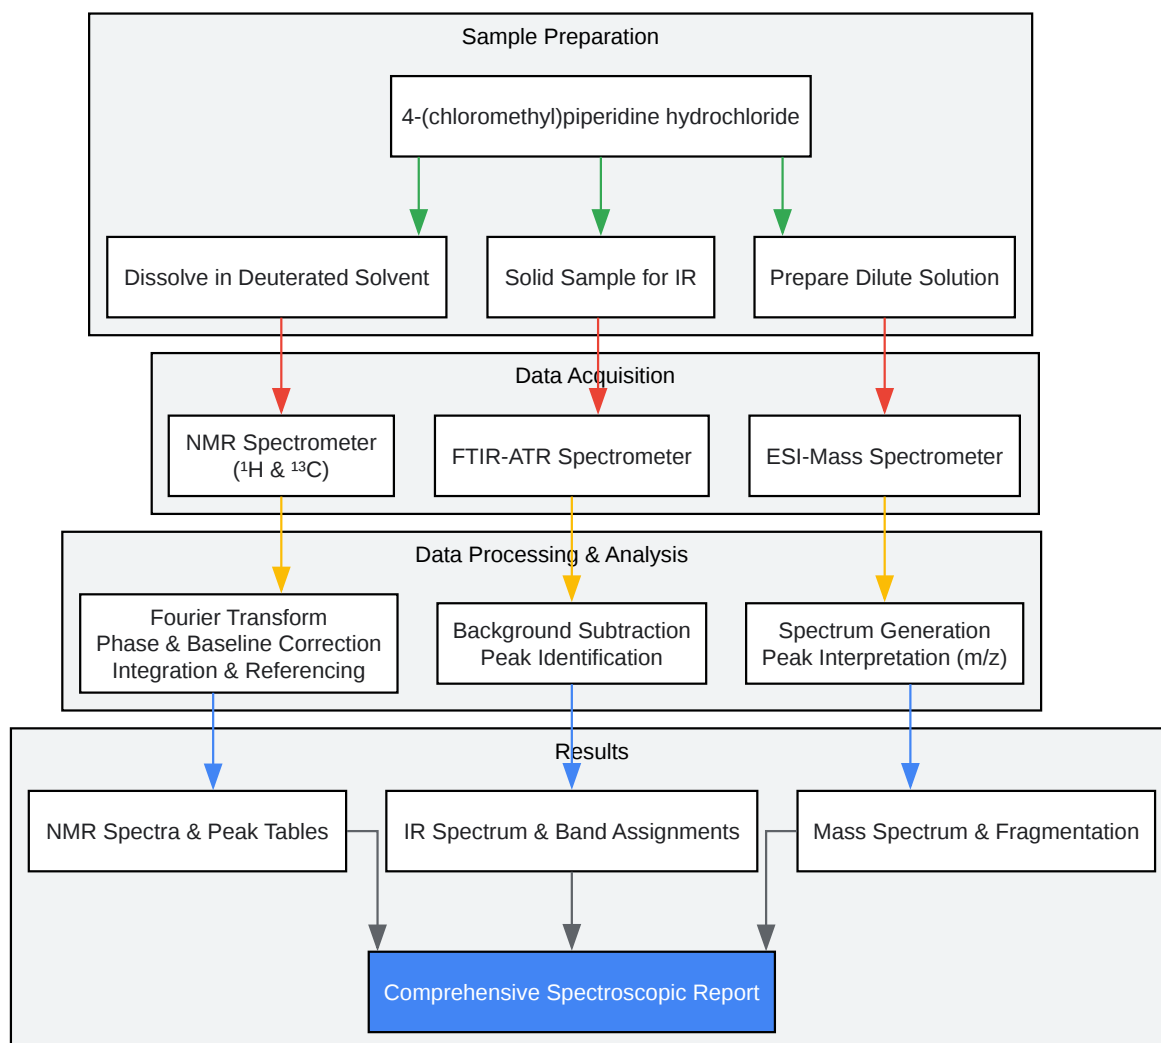 Sample Preparation
4-(chloromethyl)piperidine hydrochloride
Dissolve in Deuterated Solvent
Solid Sample for IR
Prepare Dilute Solution
Data Acquisition
NMR Spectrometer
(¹H & ¹³C)
FTIR-ATR Spectrometer
ESI-Mass Spectrometer
Data Processing & Analysis
Fourier Transform
Phase & Baseline Correction
Integration & Referencing
Background Subtraction
Peak Identification
Spectrum Generation
Peak Interpretation (m/z)
Results
NMR Spectra & Peak Tables
IR Spectrum & Band Assignments
Mass Spectrum & Fragmentation
Comprehensive Spectroscopic Report